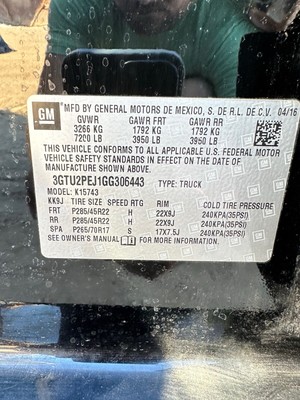 GM
MFD BY GENERAL MOTORS DE MEXICO, S. DE R.L. DE C.V. 04/16
GVWR GAWR FRT GAWR RR
3266 KG 1792 KG 1792 KG
7200 LB 3950 LB 3950 LB
THIS VEHICLE CONFORMS TO ALL APPLICABLE U.S. FEDERAL MOTOR
VEHICLE SAFETY STANDARDS IN EFFECT ON THE DATE OF
MANUFACTURE SHOWN ABOVE.
3GTU2PEJ1GG306443 TYPE: TRUCK
MODEL: K15743
KK9J TIRE SIZE SPEED RTG RIM COLD TIRE PRESSURE
FRT P285/45R22 H 22X9J 240KPA(35PSI)
RR P285/45R22 H 22X9J 240KPA(35PSI)
SPA P265/70R17 S 17X7.5J 240KPA(35PSI)
SEE OWNER'S MANUAL FOR ADDITIONAL INFORMATION.